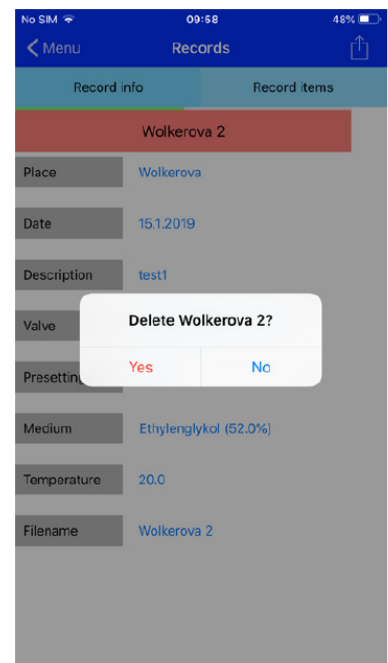 No SIM 09:58 48%
Menu Records
Record info Record items
Wolkerova 2
Place Wolkerova
Date 15.1.2019
Description test1
Delete Wolkerova 2?
Valve
Yes No
Presetting
Medium Ethylenglykol (52.0%)
Temperature 20.0
Filename Wolkerova 2